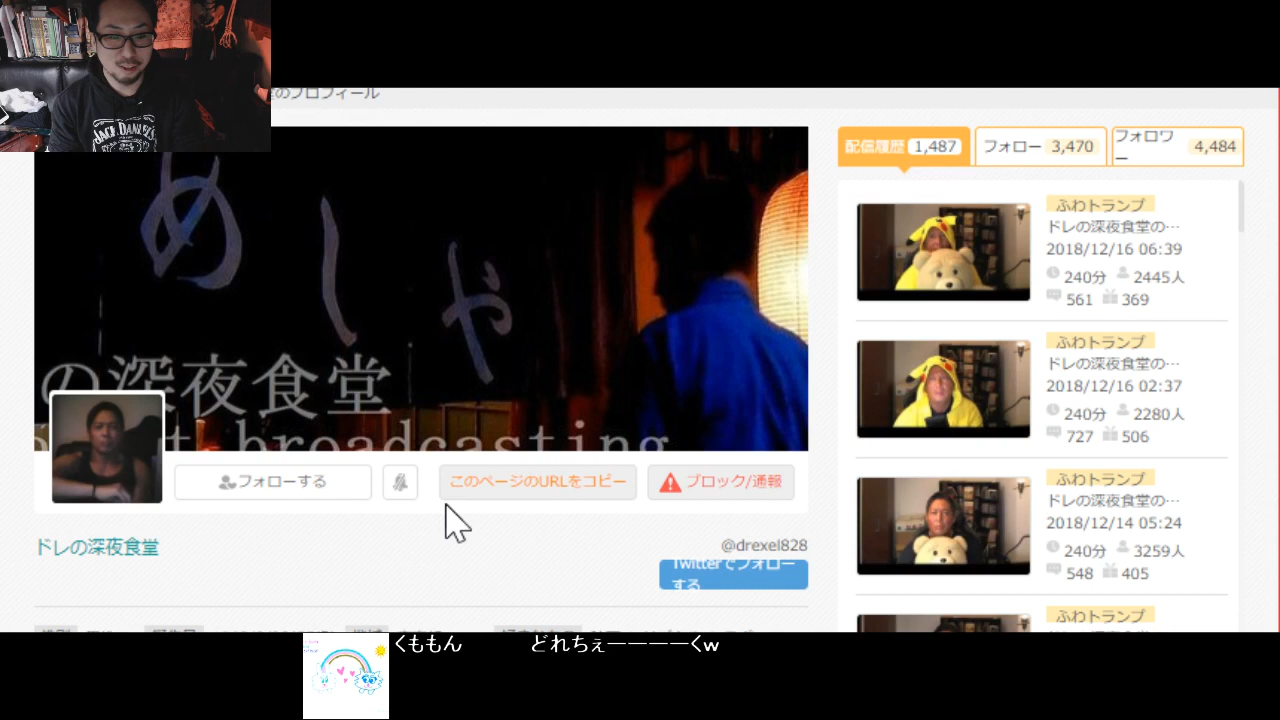 JACK DANIEL'S
のプロフィール
めしや
の深夜食堂
broadcasting
フォローする
このページのURLをコピー
ブロック/通報
ドレの深夜食堂
@drexel828
Twitterでフォローする
配信履歴 1,487
フォロー 3,470
フォロワー 4,484
ふわトランプ
ドレの深夜食堂の…
2018/12/16 06:39
240分 2445人
561 369
ふわトランプ
ドレの深夜食堂の…
2018/12/16 02:37
240分 2280人
727 506
ふわトランプ
ドレの深夜食堂の…
2018/12/14 05:24
240分 3259人
548 405
ふわトランプ
くももん どれちぇーーーーくw